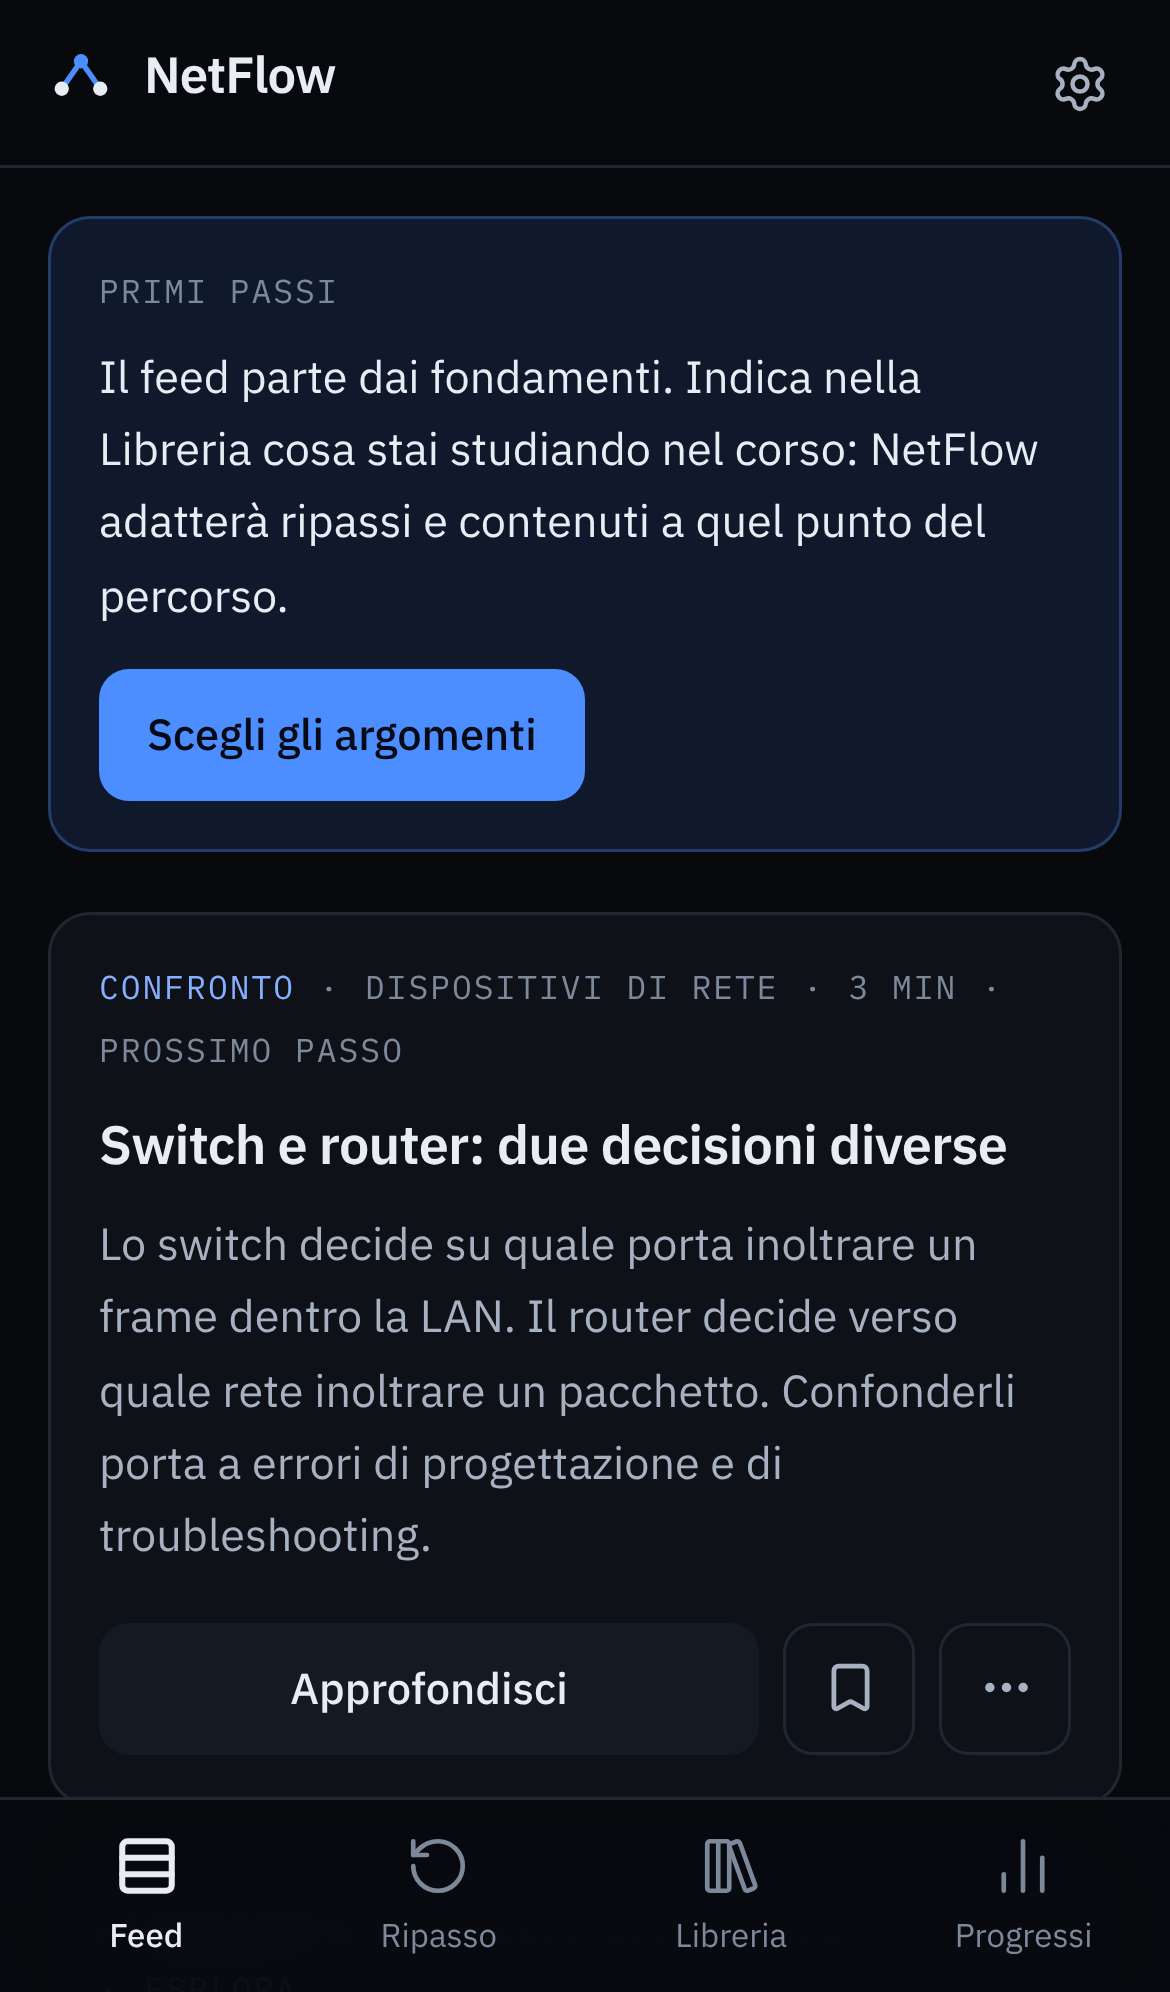 NetFlow
PRIMI PASSI
Il feed parte dai fondamenti. Indica nella
Libreria cosa stai studiando nel corso: NetFlow
adatterà ripassi e contenuti a quel punto del
percorso.
Scegli gli argomenti
CONFRONTO · DISPOSITIVI DI RETE · 3 MIN ·
PROSSIMO PASSO
Switch e router: due decisioni diverse
Lo switch decide su quale porta inoltrare un
frame dentro la LAN. Il router decide verso
quale rete inoltrare un pacchetto. Confonderli
porta a errori di progettazione e di
troubleshooting.
Approfondisci
Feed
Ripasso
Libreria
Progressi
ESPLORA